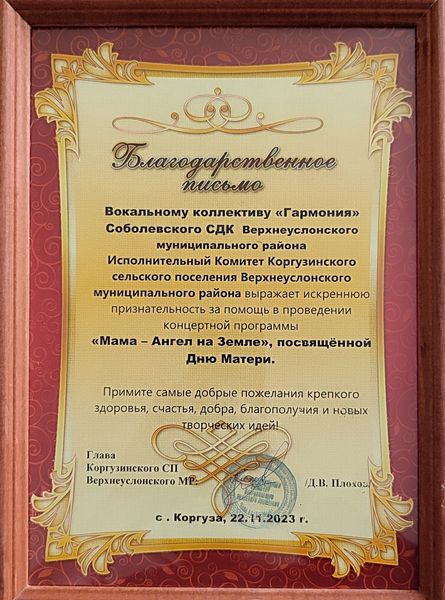 Благодарственное
письмо
Вокальному коллективу «Гармония»
Соболевского СДК Верхнеуслонского
муниципального района
Исполнительный Комитет Коргузинского
сельского поселения Верхнеуслонского
муниципального района выражает искреннюю
признательность за помощь в проведении
концертной программы
«Мама – Ангел на Земле», посвящённой
Дню Матери.
Примите самые добрые пожелания крепкого
здоровья, счастья, добра, благополучия и новых
творческих идей!
Глава
Коргузинского СП
Верхнеуслонского МР:
/Д.В.
с . Коргуза, 22.11.2023 г.